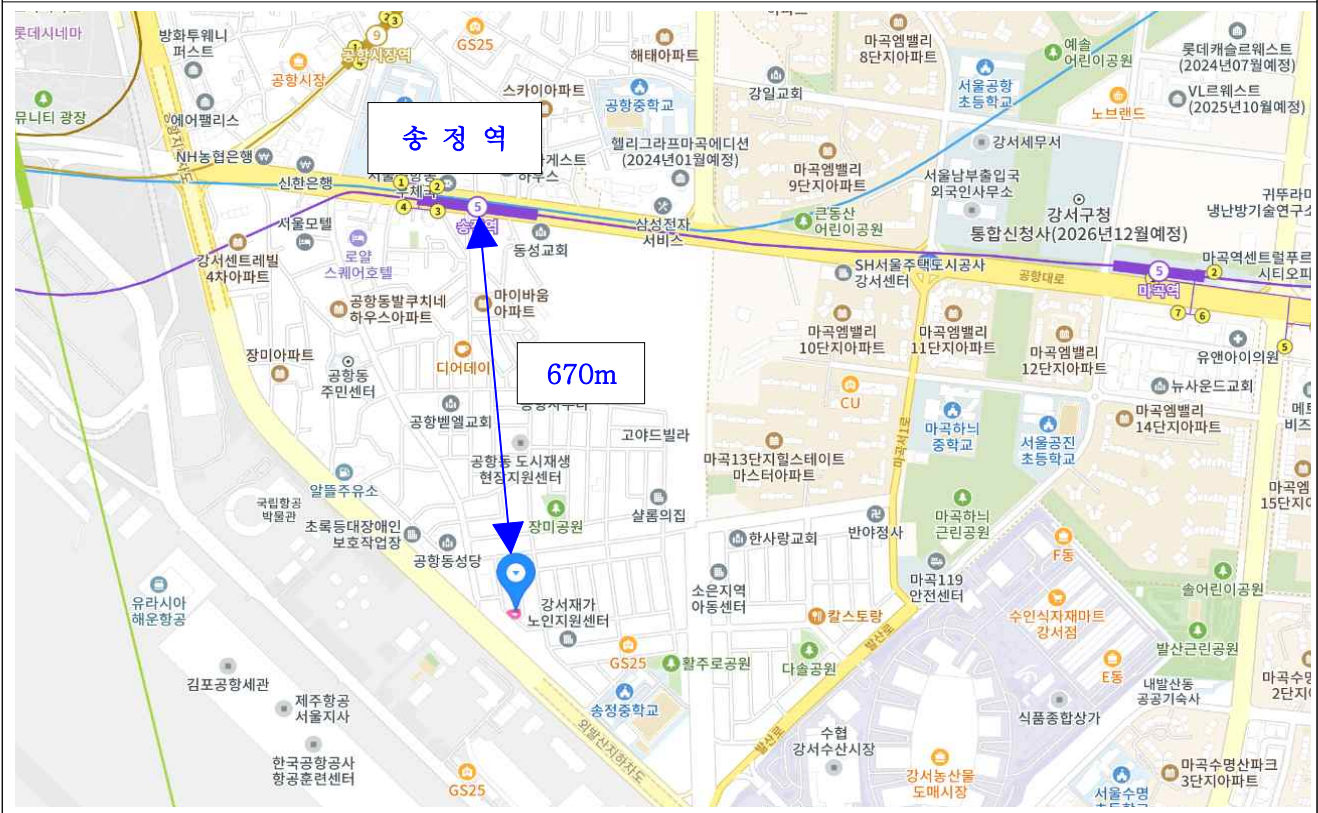 롯데시네마
방화투웨니
퍼스트
2
3
9
공항시장역
GS25
해태아파트
마곡엠밸리
8단지아파트
예솔
어린이공원
롯데캐슬르웨스트
(2024년07월예정)
공항시장
에어팰리스
뮤니티 광장
스카이아파트
공항중학교
강일교회
서울공항
초등학교
노브랜드
VL르웨스트
(2025년10월예정)
송 정 역
NH농협은행
신한은행
하우스
헬리그라프마곡에디션
(2024년01월예정)
마곡엠밸리
9단지아파트
강서세무서
서울남부출입국
외국인사무소
1
2
4
3
5
송정역
서울모텔
동성교회
삼성전자
서비스
큰동산
어린이공원
강서구청
통합신청사(2026년12월예정)
강서센트레빌
4차아파트
로얄
스퀘어호텔
SH서울주택도시공사
강서센터
공항대로
5
마곡역
2
7
6
5
공항동발쿠치네
하우스아파트
마이바움
아파트
장미아파트
공항동
주민센터
디어데이
670m
마곡엠밸리
10단지아파트
마곡엠밸리
11단지아파트
마곡엠밸리
12단지아파트
유앤아이의원
뉴사운드교회
CU
마곡엠밸리
14단지아파트
공항벧엘교회
고야드빌라
마곡하늬
중학교
서울공진
초등학교
마곡서1로
공항동 도시재생
현장지원센터
마곡13단지힐스테이트
마스터아파트
알뜰주유소
국립항공
박물관
장미공원
샬롬의집
마곡하늬
근린공원
초록등대장애인
보호작업장
공항동성당
한사랑교회
반야정사
F동
유라시아
해운항공
강서재가
노인지원센터
소은지역
아동센터
마곡119
안전센터
솔어린이공원
칼스토랑
수인식자재마트
강서점
발산로
GS25
활주로공원
다솔공원
발산근린공원
E동
김포공항세관
송정중학교
내발산동
공공기숙사
제주항공
서울지사
외발산지하차도
발산로
식품종합상가
수협
강서수산시장
한국공항공사
항공훈련센터
GS25
강서농산물
도매시장
마곡수명산파크
3단지아파트
서울수명